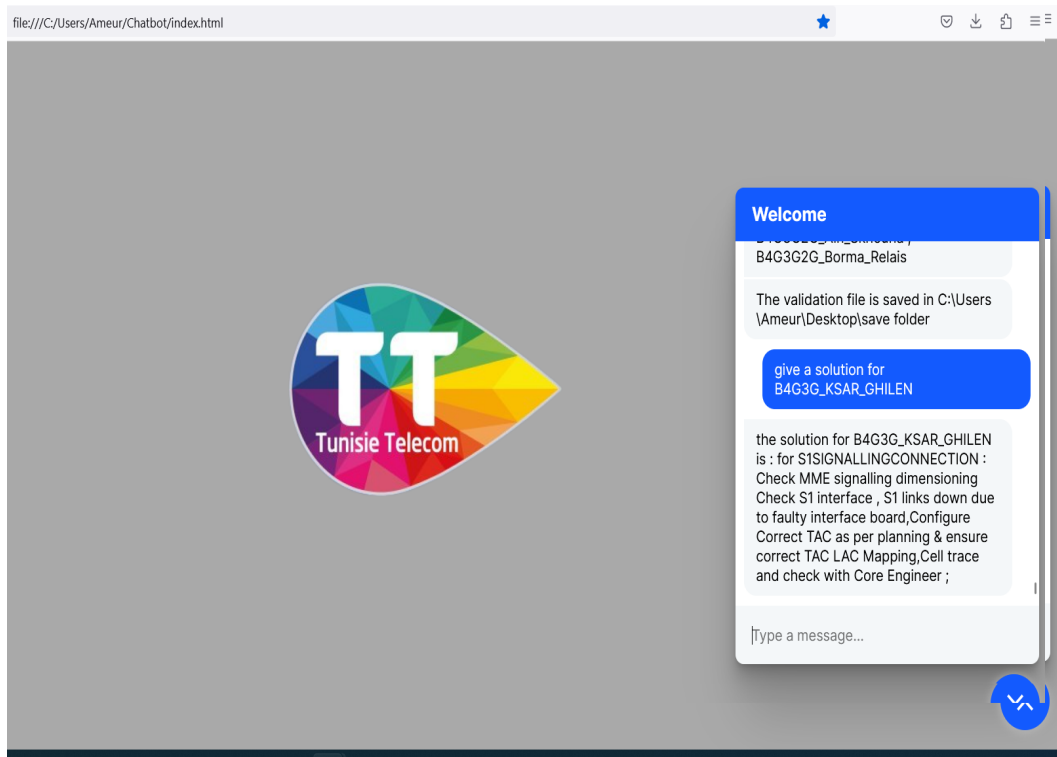 file:///C:/Users/Ameur/Chatbot/index.html
Welcome
B4G3G2G_Borma_Relais
The validation file is saved in C:\Users
\Ameur\Desktop\save folder
give a solution for
B4G3G_KSAR_GHILEN
the solution for B4G3G_KSAR_GHILEN
is : for S1SIGNALLINGCONNECTION :
Check MME signalling dimensioning
Check S1 interface , S1 links down due
to faulty interface board,Configure
Correct TAC as per planning & ensure
correct TAC LAC Mapping,Cell trace
and check with Core Engineer ;
Type a message...
TT
Tunisie Telecom